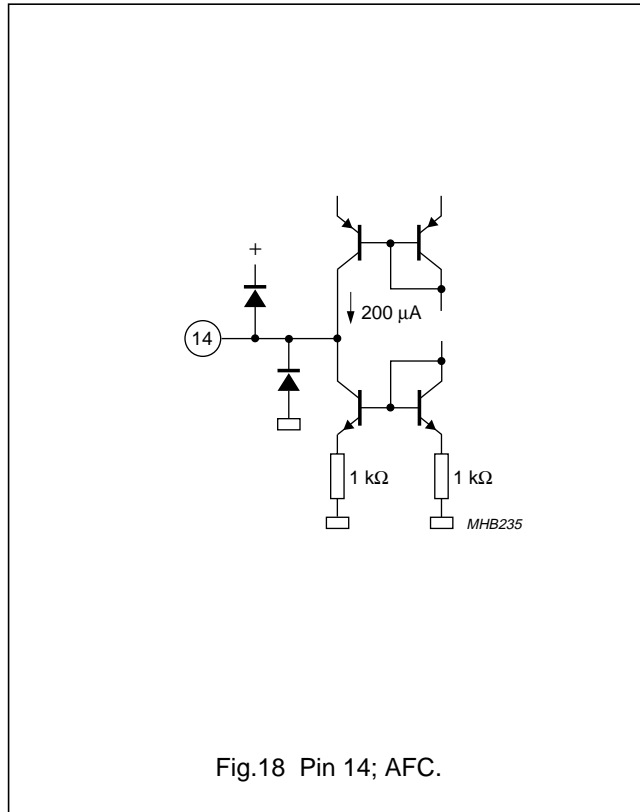 +
200 µA
14
1 kΩ 1 kΩ
MHB235
Fig.18 Pin 14; AFC.